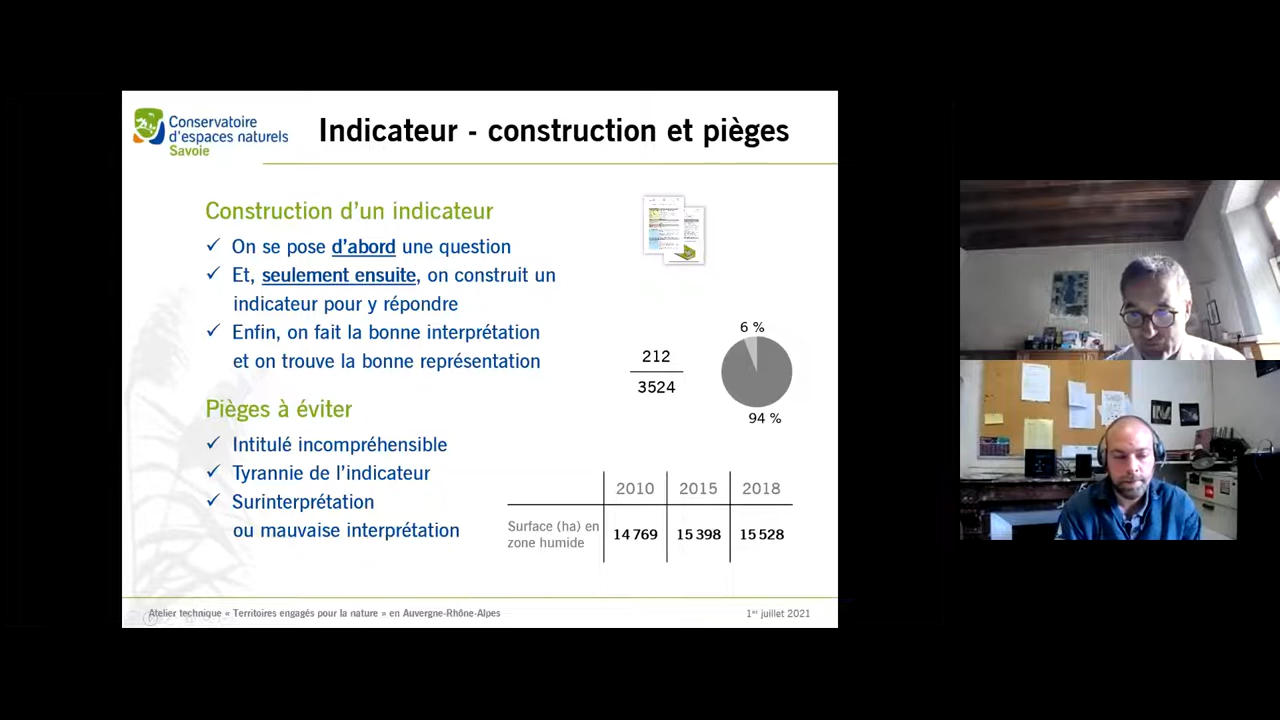 Conservatoire
d'espaces naturels
Savoie
Indicateur - construction et pièges
Construction d'un indicateur
✓ On se pose d'abord une question
✓ Et, seulement ensuite, on construit un
indicateur pour y répondre
✓ Enfin, on fait la bonne interprétation
et on trouve la bonne représentation
212
3524
6 %
94 %
Pièges à éviter
✓ Intitulé incompréhensible
✓ Tyrannie de l'indicateur
✓ Surinterprétation
ou mauvaise interprétation
2010 2015 2018
Surface (ha) en
zone humide
14 769 15 398 15 528
Atelier technique « Territoires engagés pour la nature » en Auvergne-Rhône-Alpes
1er juillet 2021